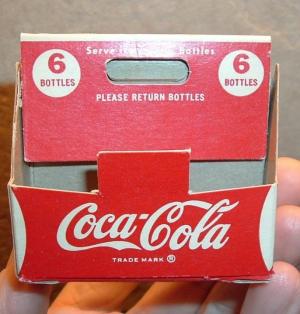 Serve Bottles
6 BOTTLES
6 BOTTLES
PLEASE RETURN BOTTLES
Coca-Cola
TRADE MARK ®